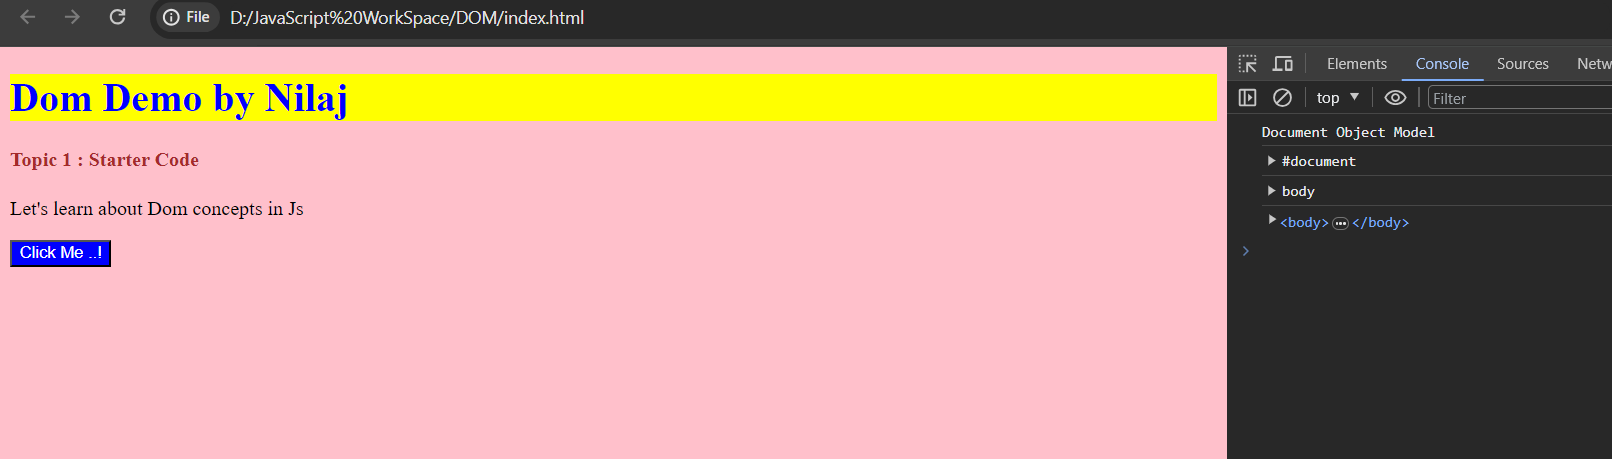 File D:/JavaScript%20WorkSpace/DOM/index.html
Dom Demo by Nilaj
Topic 1 : Starter Code
Let's learn about Dom concepts in Js
Click Me ..!
Elements Console Sources Netw
top Filter
Document Object Model
#document
body
<body>…</body>